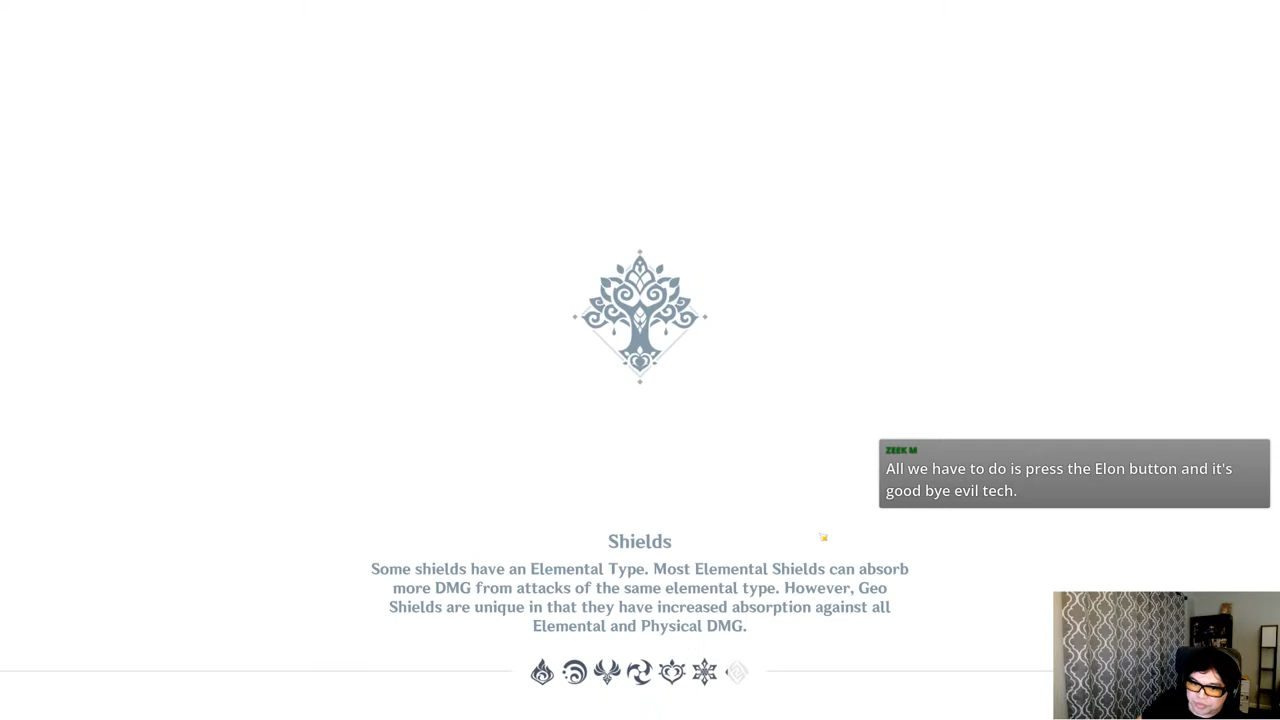 ZEEK M
All we have to do is press the Elon button and it's
good bye evil tech.
Shields
Some shields have an Elemental Type. Most Elemental Shields can absorb
more DMG from attacks of the same elemental type. However, Geo
Shields are unique in that they have increased absorption against all
Elemental and Physical DMG.